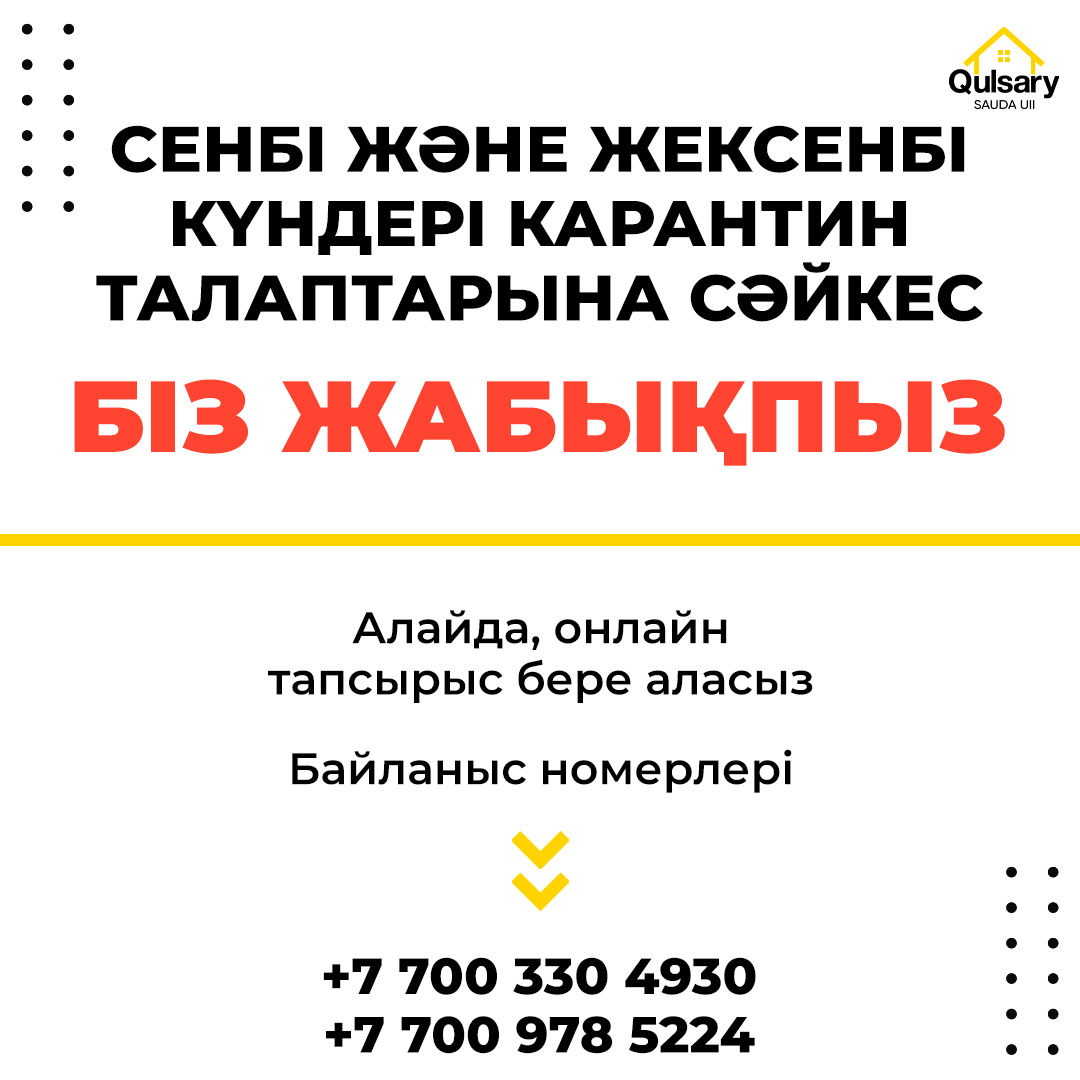 Qulsary
SAUDA UII
СЕНБІ ЖӘНЕ ЖЕКСЕНБІ
КҮНДЕРІ КАРАНТИН
ТАЛАПТАРЫНА СӘЙКЕС
БІЗ ЖАБЫҚПЫЗ
Алайда, онлайн
тапсырыс бере аласыз
Байланыс номерлері
+7 700 330 4930
+7 700 978 5224